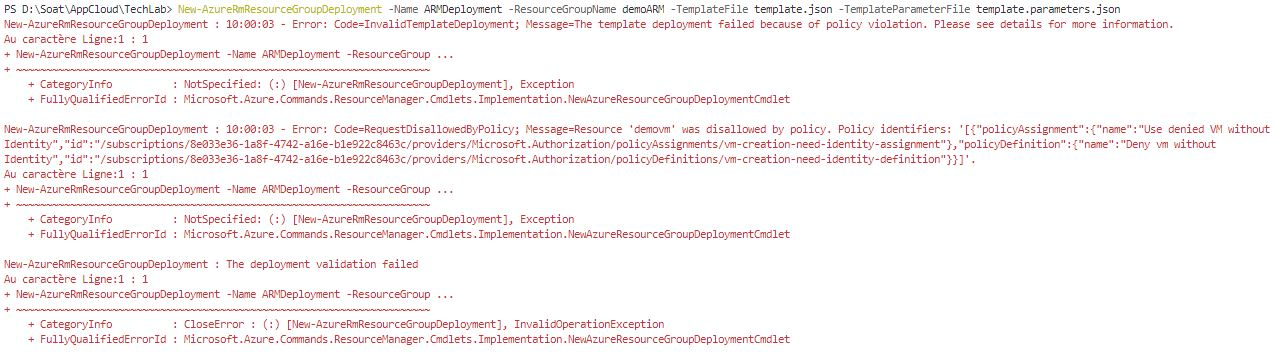 PS D:\Soat\AppCloud\TechLab> New-AzureRmResourceGroupDeployment -Name ARMDeployment -ResourceGroupName demoARM -TemplateFile template.json -TemplateParameterFile template.parameters.json
New-AzureRmResourceGroupDeployment : 10:00:03 - Error: Code=InvalidTemplateDeployment; Message=The template deployment failed because of policy violation. Please see details for more information.
Au caractère Ligne:1 : 1
+ New-AzureRmResourceGroupDeployment -Name ARMDeployment -ResourceGroup ...
+ ~~~~~~~~~~~~~~~~~~~~~~~~~~~~~~~~~~~~~~~~~~~~~~~~~~~~~~~~~~~~~~~~~~~~~
    + CategoryInfo          : NotSpecified: (:) [New-AzureRmResourceGroupDeployment], Exception
    + FullyQualifiedErrorId : Microsoft.Azure.Commands.ResourceManager.Cmdlets.Implementation.NewAzureResourceGroupDeploymentCmdlet

New-AzureRmResourceGroupDeployment : 10:00:03 - Error: Code=RequestDisallowedByPolicy; Message=Resource 'demovm' was disallowed by policy. Policy identifiers: '[{"policyAssignment":{"name":"Use denied VM without
Identity","id":"/subscriptions/8e033e36-1a8f-4742-a16e-b1e922c8463c/providers/Microsoft.Authorization/policyAssignments/vm-creation-need-identity-assignment"},"policyDefinition":{"name":"Deny vm without
Identity","id":"/subscriptions/8e033e36-1a8f-4742-a16e-b1e922c8463c/providers/Microsoft.Authorization/policyDefinitions/vm-creation-need-identity-definition"}}]'.
Au caractère Ligne:1 : 1
+ New-AzureRmResourceGroupDeployment -Name ARMDeployment -ResourceGroup ...
+ ~~~~~~~~~~~~~~~~~~~~~~~~~~~~~~~~~~~~~~~~~~~~~~~~~~~~~~~~~~~~~~~~~~~~~
    + CategoryInfo          : NotSpecified: (:) [New-AzureRmResourceGroupDeployment], Exception
    + FullyQualifiedErrorId : Microsoft.Azure.Commands.ResourceManager.Cmdlets.Implementation.NewAzureResourceGroupDeploymentCmdlet

New-AzureRmResourceGroupDeployment : The deployment validation failed
Au caractère Ligne:1 : 1
+ New-AzureRmResourceGroupDeployment -Name ARMDeployment -ResourceGroup ...
+ ~~~~~~~~~~~~~~~~~~~~~~~~~~~~~~~~~~~~~~~~~~~~~~~~~~~~~~~~~~~~~~~~~~~~~
    + CategoryInfo          : CloseError : (:) [New-AzureRmResourceGroupDeployment], InvalidOperationException
    + FullyQualifiedErrorId : Microsoft.Azure.Commands.ResourceManager.Cmdlets.Implementation.NewAzureResourceGroupDeploymentCmdlet